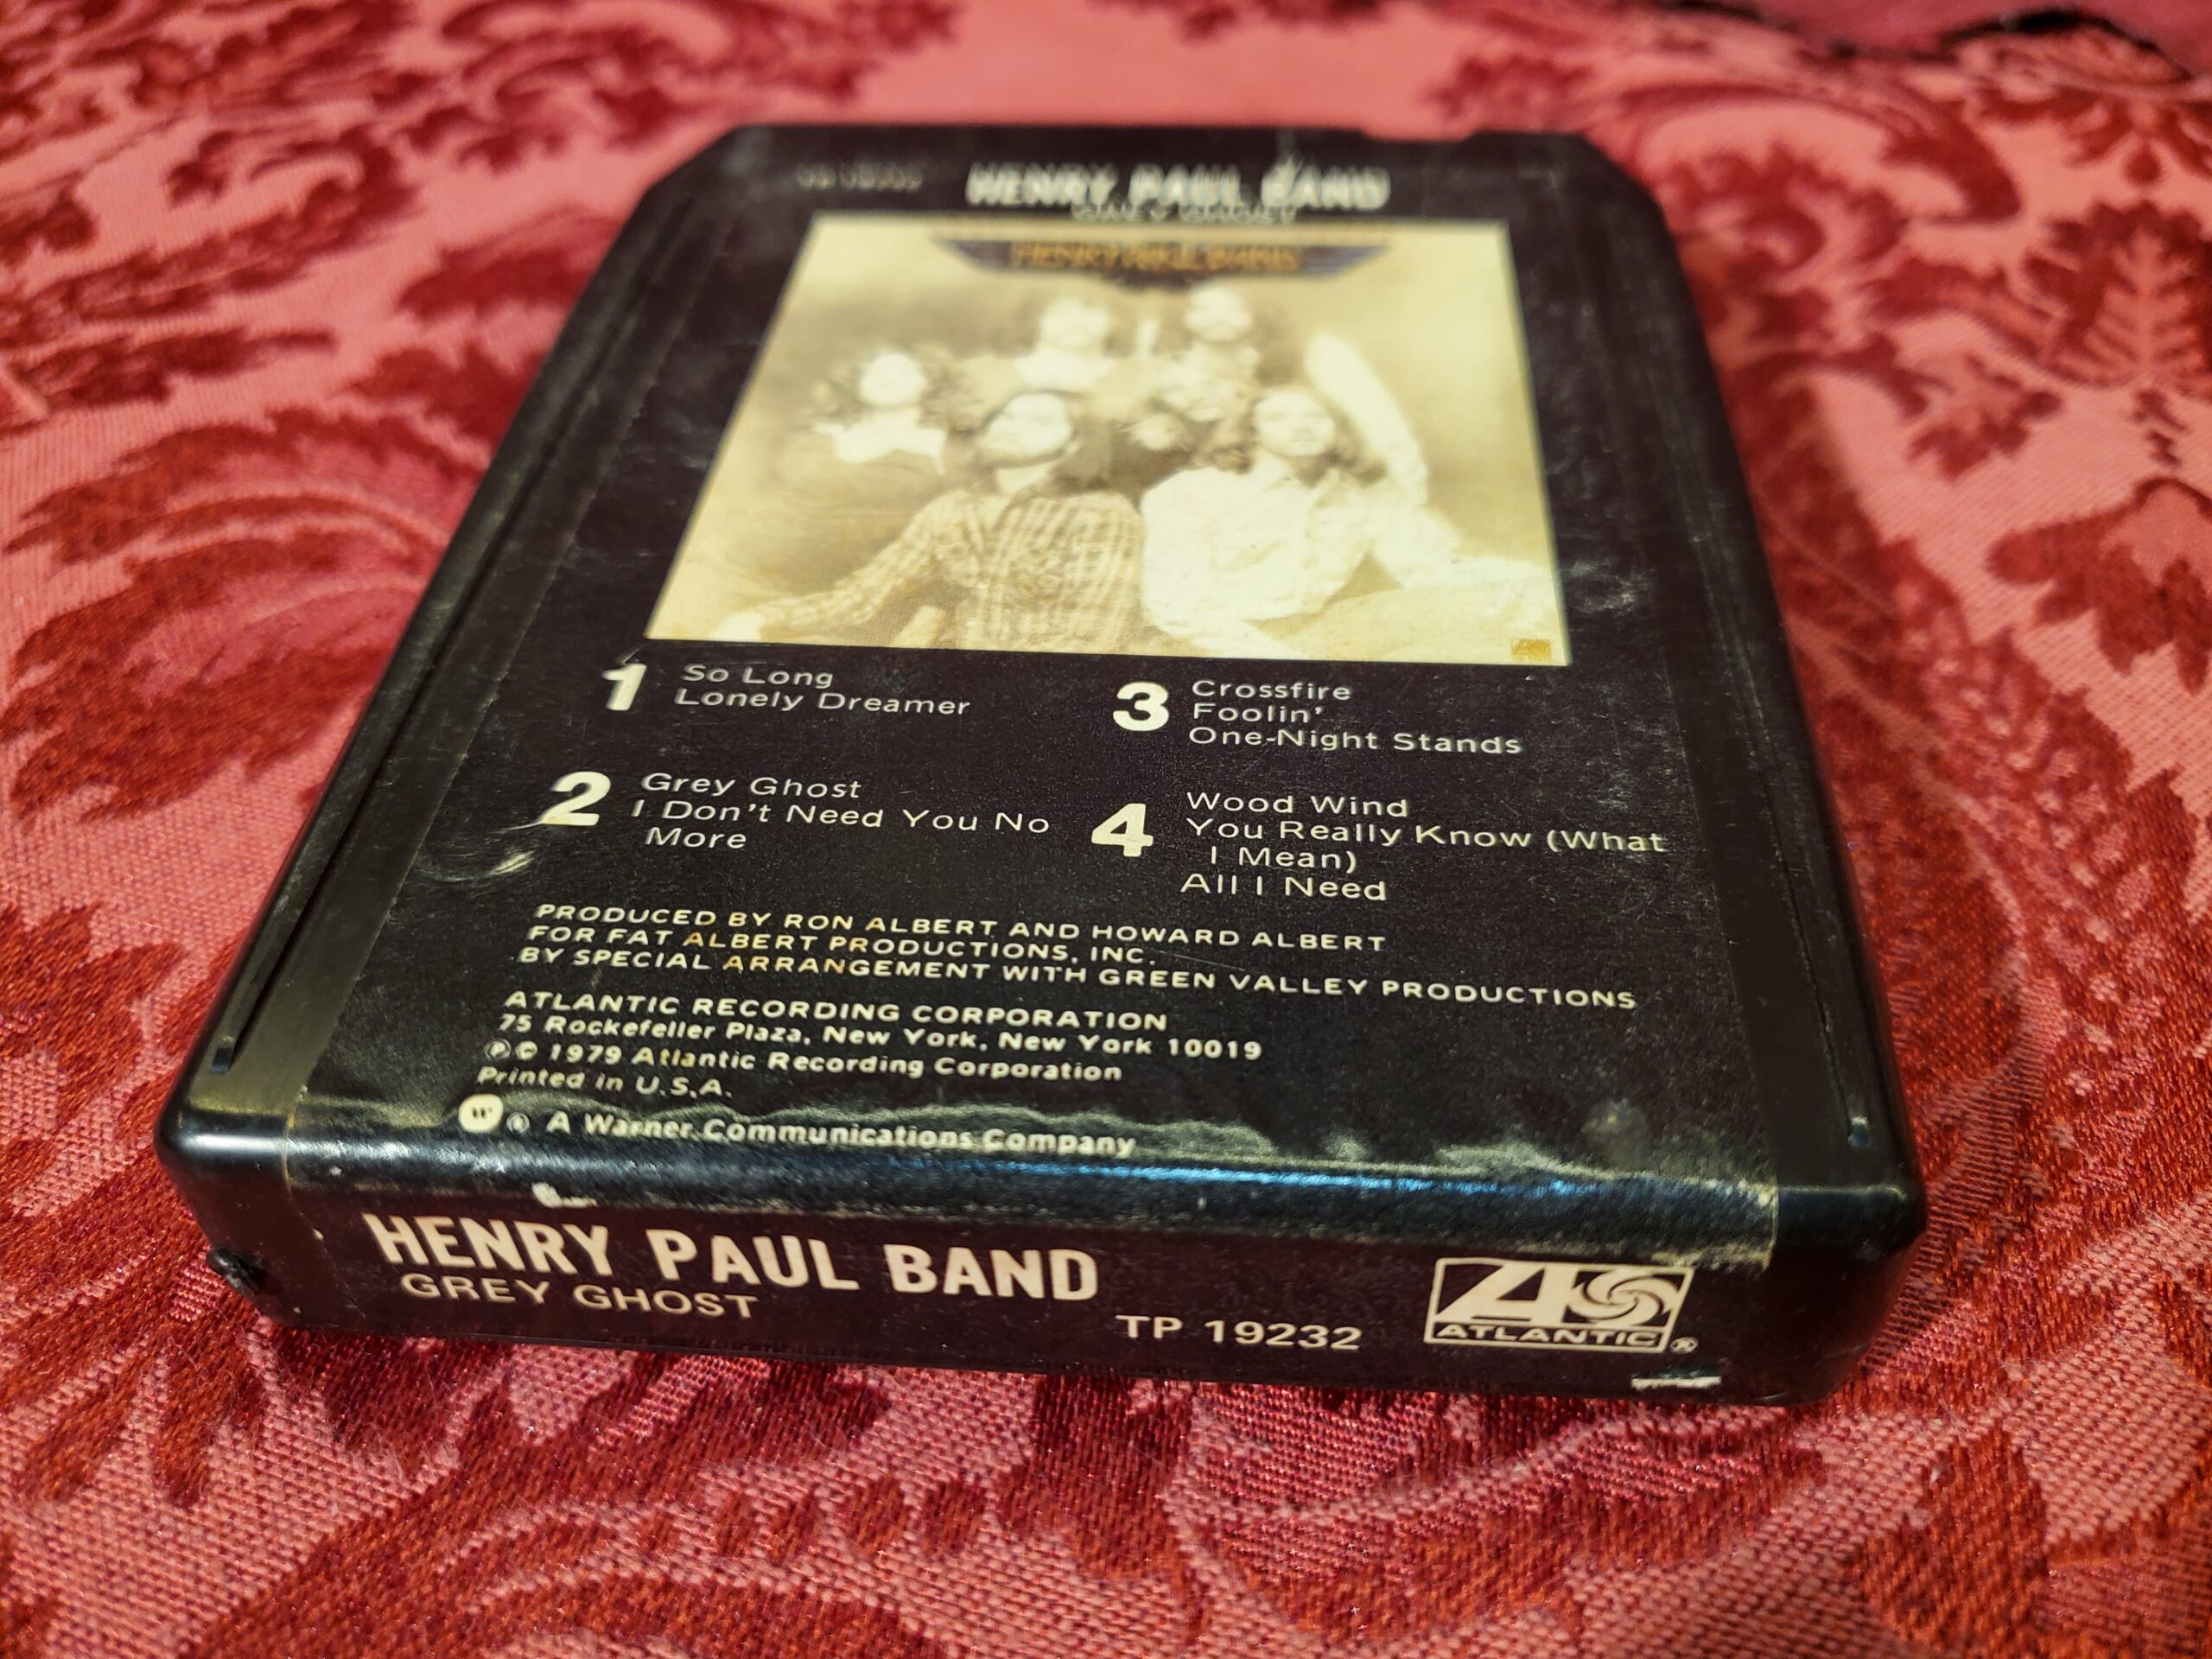 HENRY PAUL BAND
GREY GHOST
HENRY PAUL BAND
1 So Long
Lonely Dreamer
2 Grey Ghost
I Don't Need You No
More
3 Crossfire
Foolin'
One-Night Stands
4 Wood Wind
You Really Know (What
I Mean)
All I Need
PRODUCED BY RON ALBERT AND HOWARD ALBERT
FOR FAT ALBERT PRODUCTIONS, INC.
BY SPECIAL ARRANGEMENT WITH GREEN VALLEY PRODUCTIONS
ATLANTIC RECORDING CORPORATION
75 Rockefeller Plaza, New York, New York 10019
℗ © 1979 Atlantic Recording Corporation
Printed in U.S.A.
W ® A Warner Communications Company
HENRY PAUL BAND
GREY GHOST
TP 19232
A
ATLANTIC ®